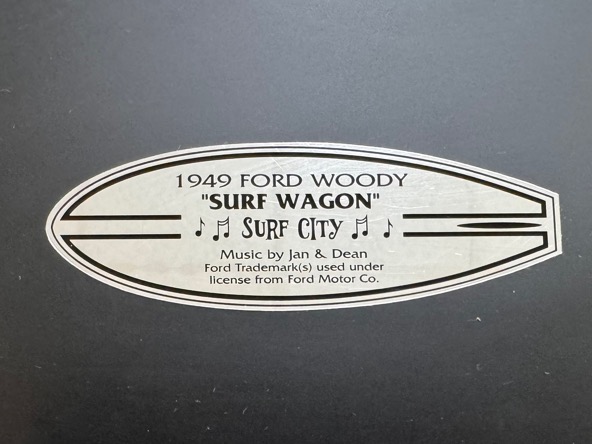 1949 FORD WOODY
"SURF WAGON"
SURF CITY
Music by Jan & Dean
Ford Trademark(s) used under
license from Ford Motor Co.